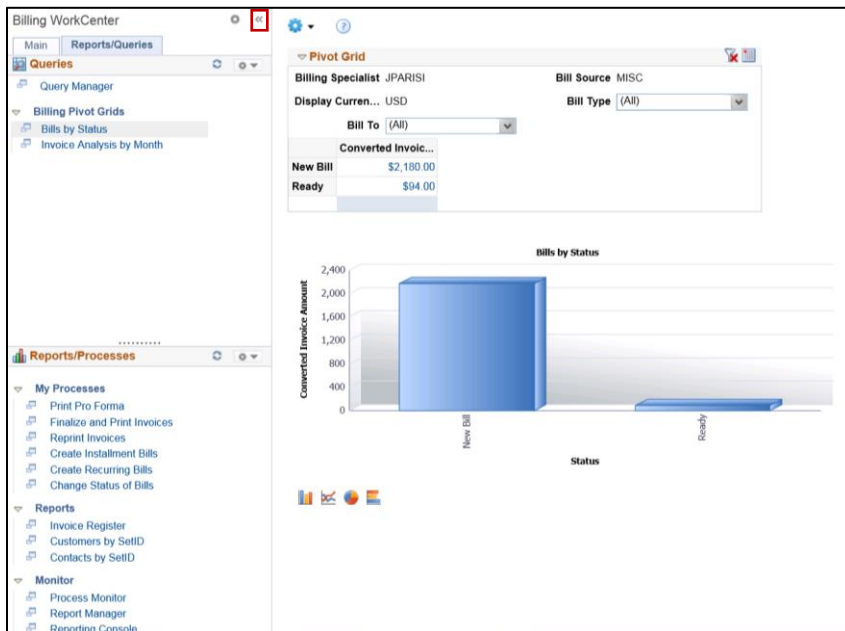 Billing WorkCenter
«
Main Reports/Queries
Queries
Query Manager
Billing Pivot Grids
Bills by Status
Invoice Analysis by Month
Reports/Processes
My Processes
Print Pro Forma
Finalize and Print Invoices
Reprint Invoices
Create Installment Bills
Create Recurring Bills
Change Status of Bills
Reports
Invoice Register
Customers by SetID
Contacts by SetID
Monitor
Process Monitor
Report Manager
Reporting Console
?
Pivot Grid
Billing Specialist JPARISI Bill Source MISC
Display Curren... USD Bill Type (All)
Bill To (All)
Converted Invoic...
New Bill $2,180.00
Ready $94.00
Bills by Status
Converted Invoice Amount
2,400
2,000
1,600
1,200
800
400
0
New Bill
Ready
Status